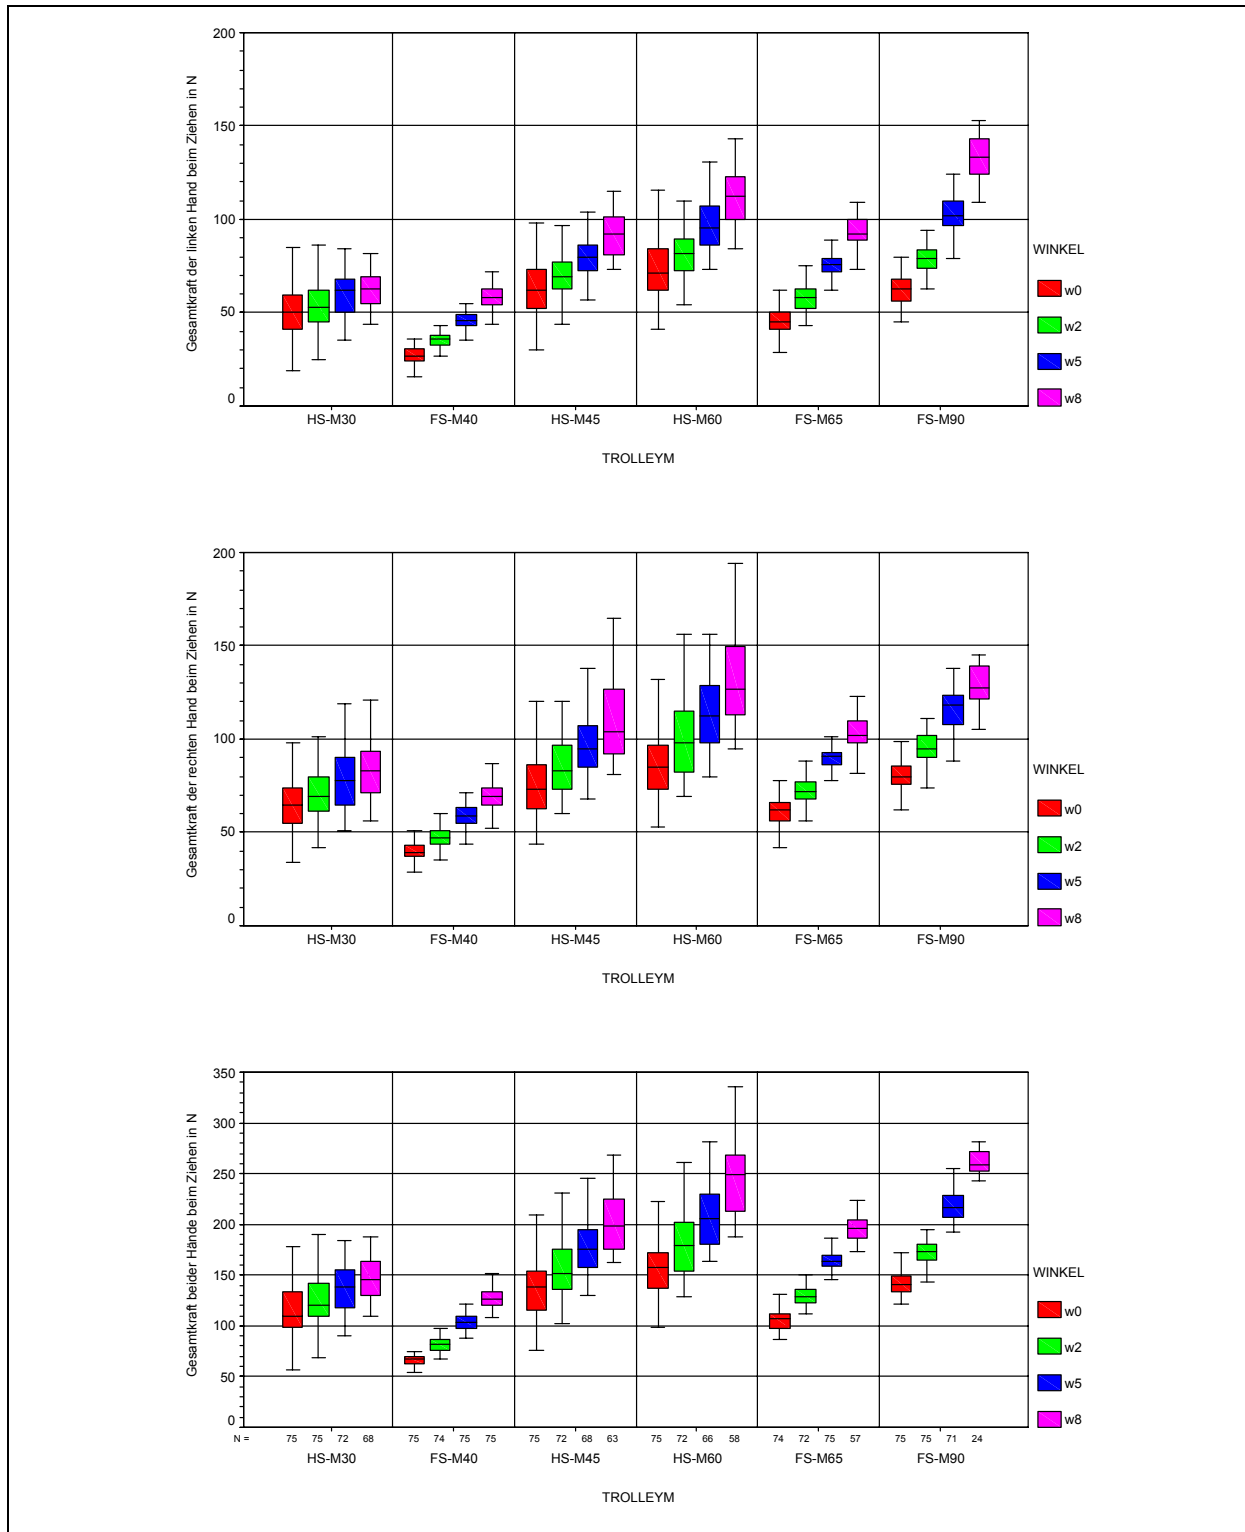 Gesamtkraft der linken Hand beim Ziehen in N
200
150
100
50
0
HS-M30 FS-M40 HS-M45 HS-M60 FS-M65 FS-M90
TROLLEYM
WINKEL
w0
w2
w5
w8
Gesamtkraft der rechten Hand beim Ziehen in N
200
150
100
50
0
HS-M30 FS-M40 HS-M45 HS-M60 FS-M65 FS-M90
TROLLEYM
WINKEL
w0
w2
w5
w8
Gesamtkraft beider Hände beim Ziehen in N
350
300
250
200
150
100
50
0
N = 75 75 72 68 75 74 75 75 75 72 68 63 75 72 66 58 74 72 75 57 75 75 71 24
HS-M30 FS-M40 HS-M45 HS-M60 FS-M65 FS-M90
TROLLEYM
WINKEL
w0
w2
w5
w8